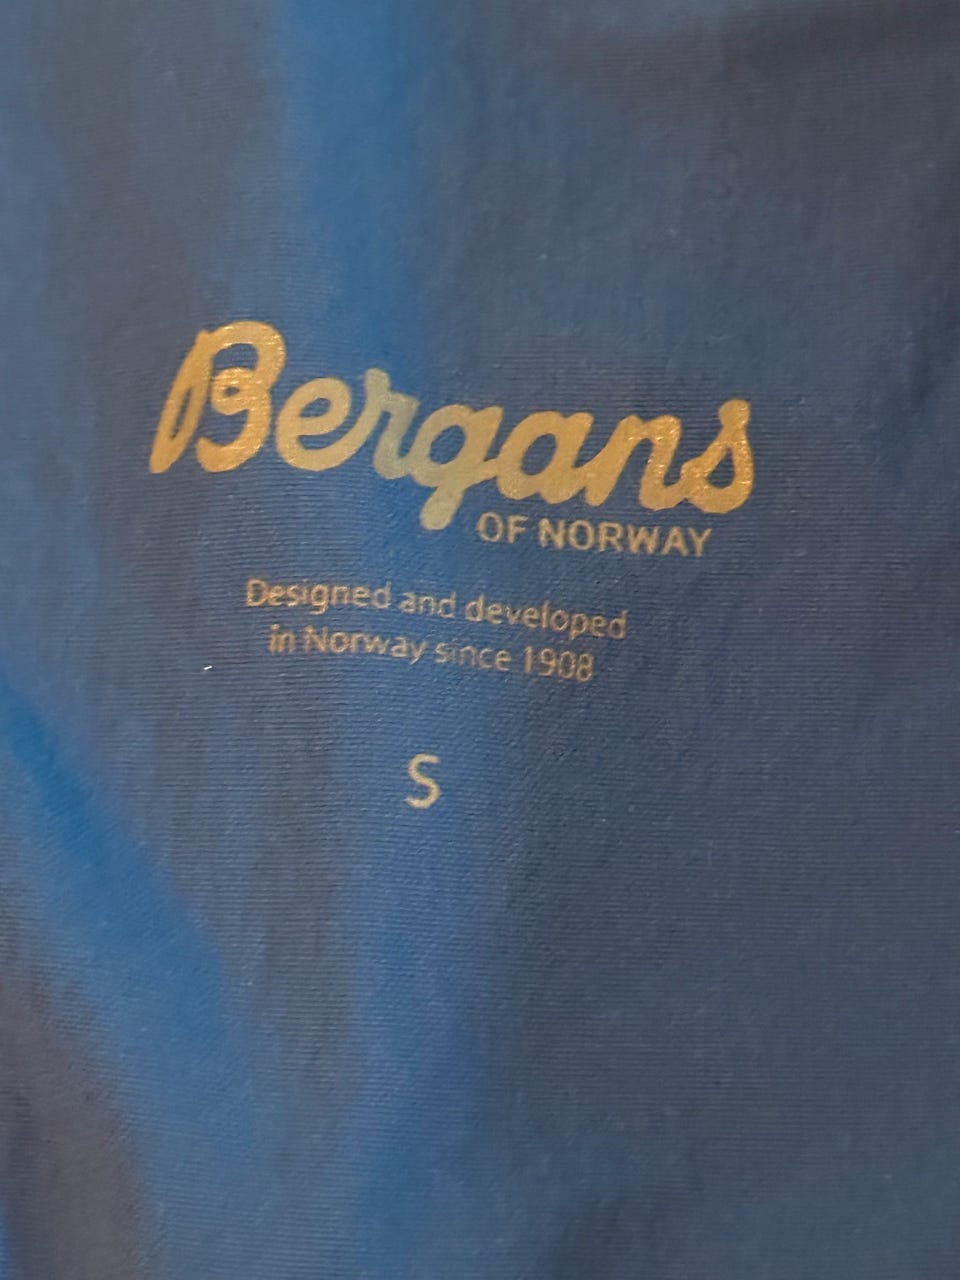 Bergans
OF NORWAY
Designed and developed
in Norway since 1908
S